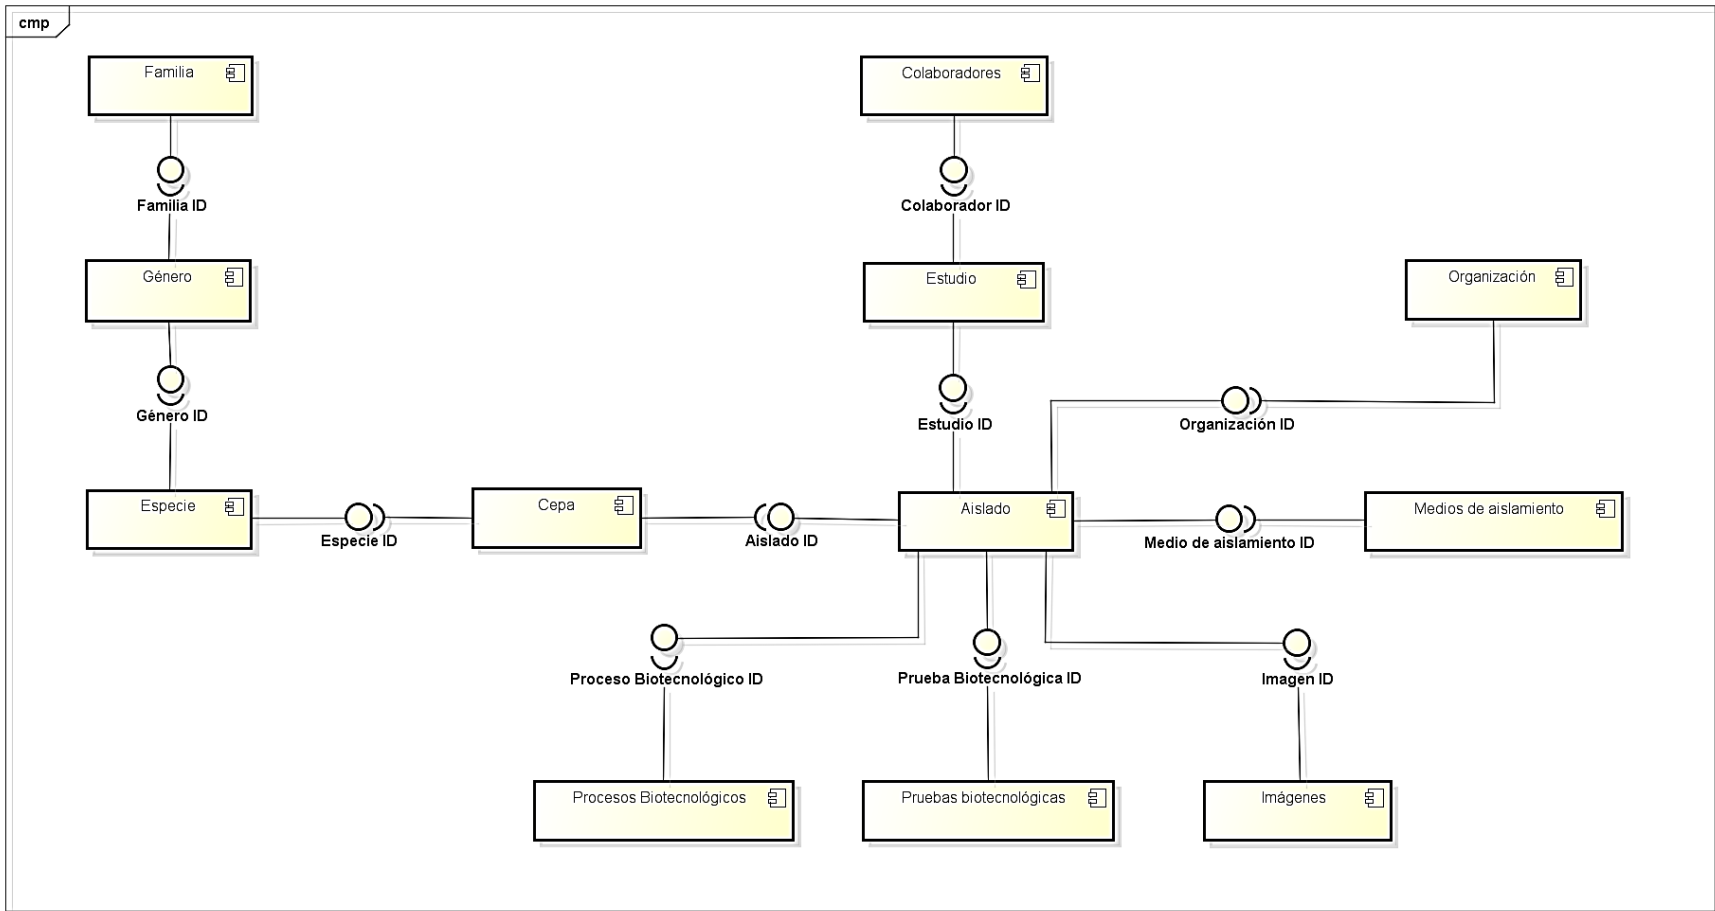 cmp
Familia
Colaboradores
Familia ID
Colaborador ID
Género
Estudio
Organización
Género ID
Estudio ID
Organización ID
Especie
Cepa
Aislado
Medios de aislamiento
Especie ID
Aislado ID
Medio de aislamiento ID
Proceso Biotecnológico ID
Prueba Biotecnológica ID
Imagen ID
Procesos Biotecnológicos
Pruebas biotecnológicas
Imágenes